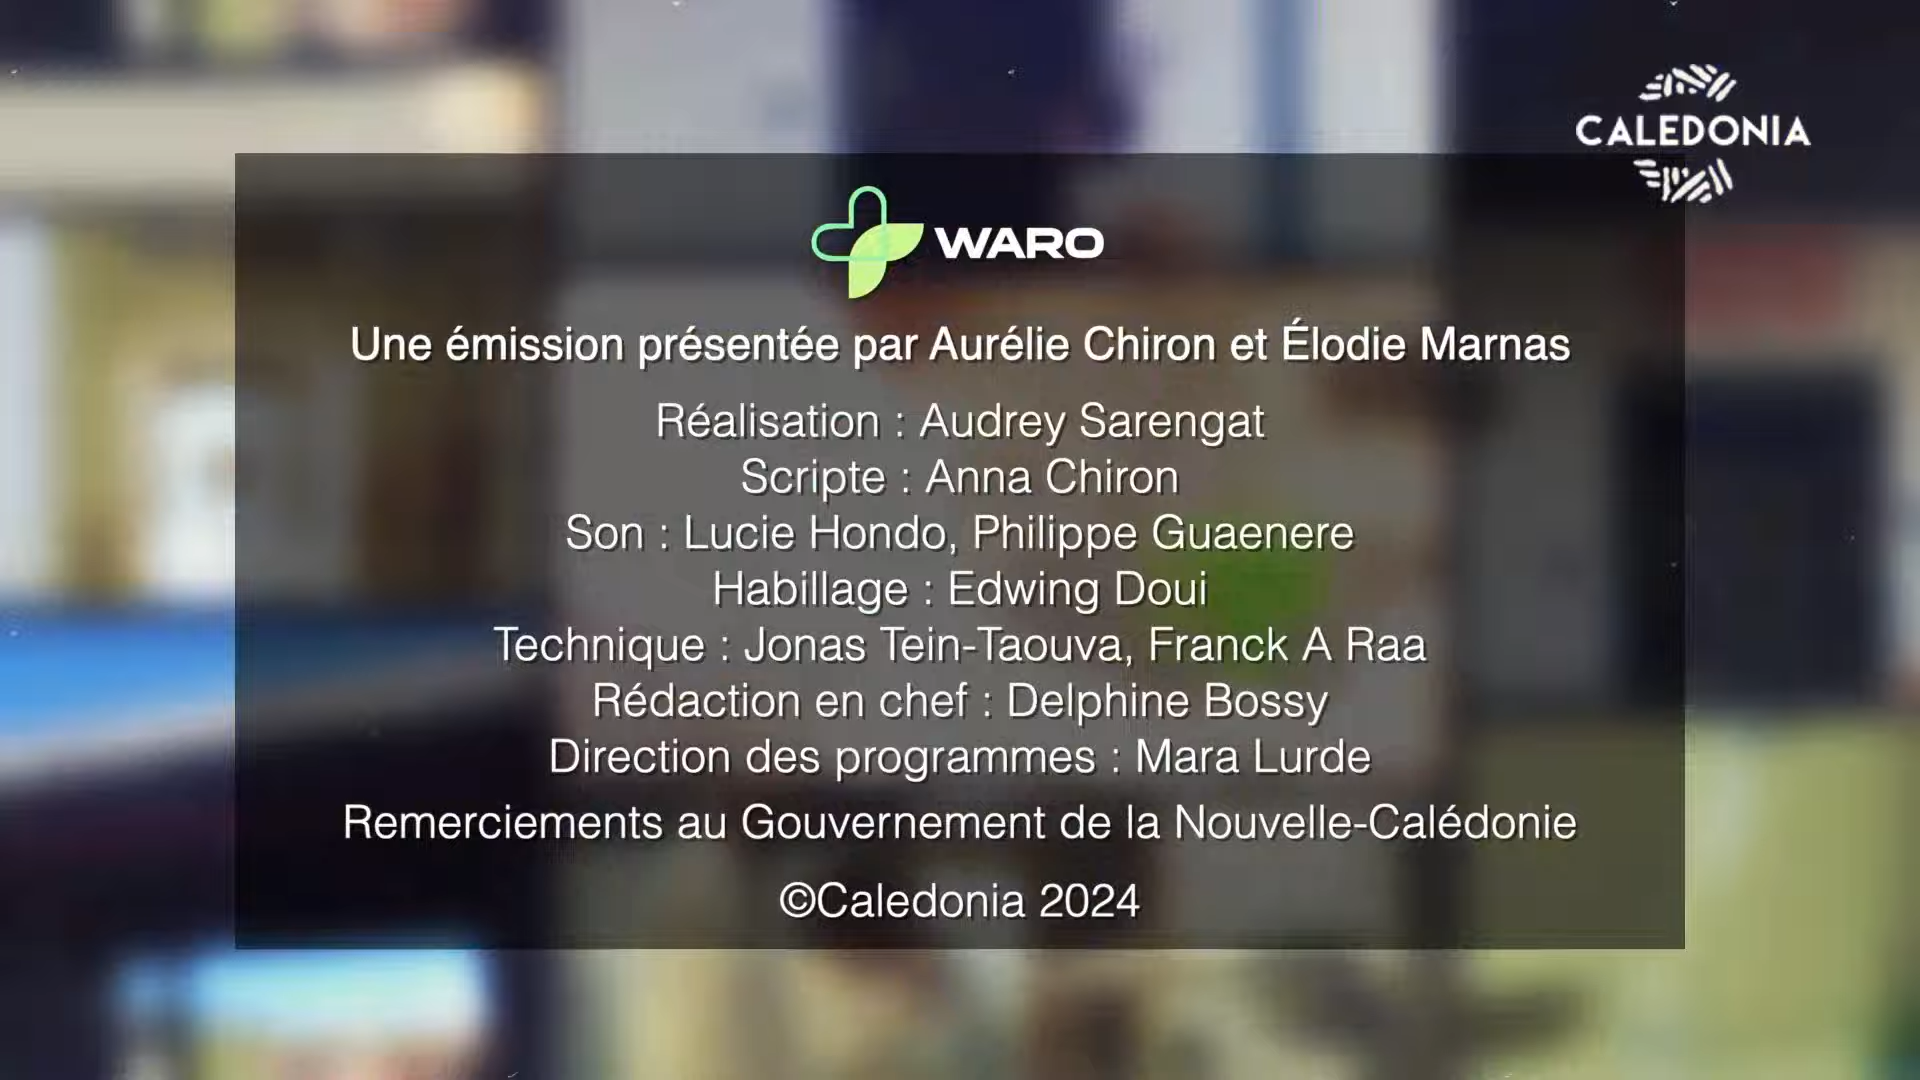 CALEDONIA
WARO
Une émission présentée par Aurélie Chiron et Élodie Marnas
Réalisation : Audrey Sarengat
Scripte : Anna Chiron
Son : Lucie Hondo, Philippe Guaenere
Habillage : Edwing Doui
Technique : Jonas Tein-Taouva, Franck A Raa
Rédaction en chef : Delphine Bossy
Direction des programmes : Mara Lurde
Remerciements au Gouvernement de la Nouvelle-Calédonie
©Caledonia 2024